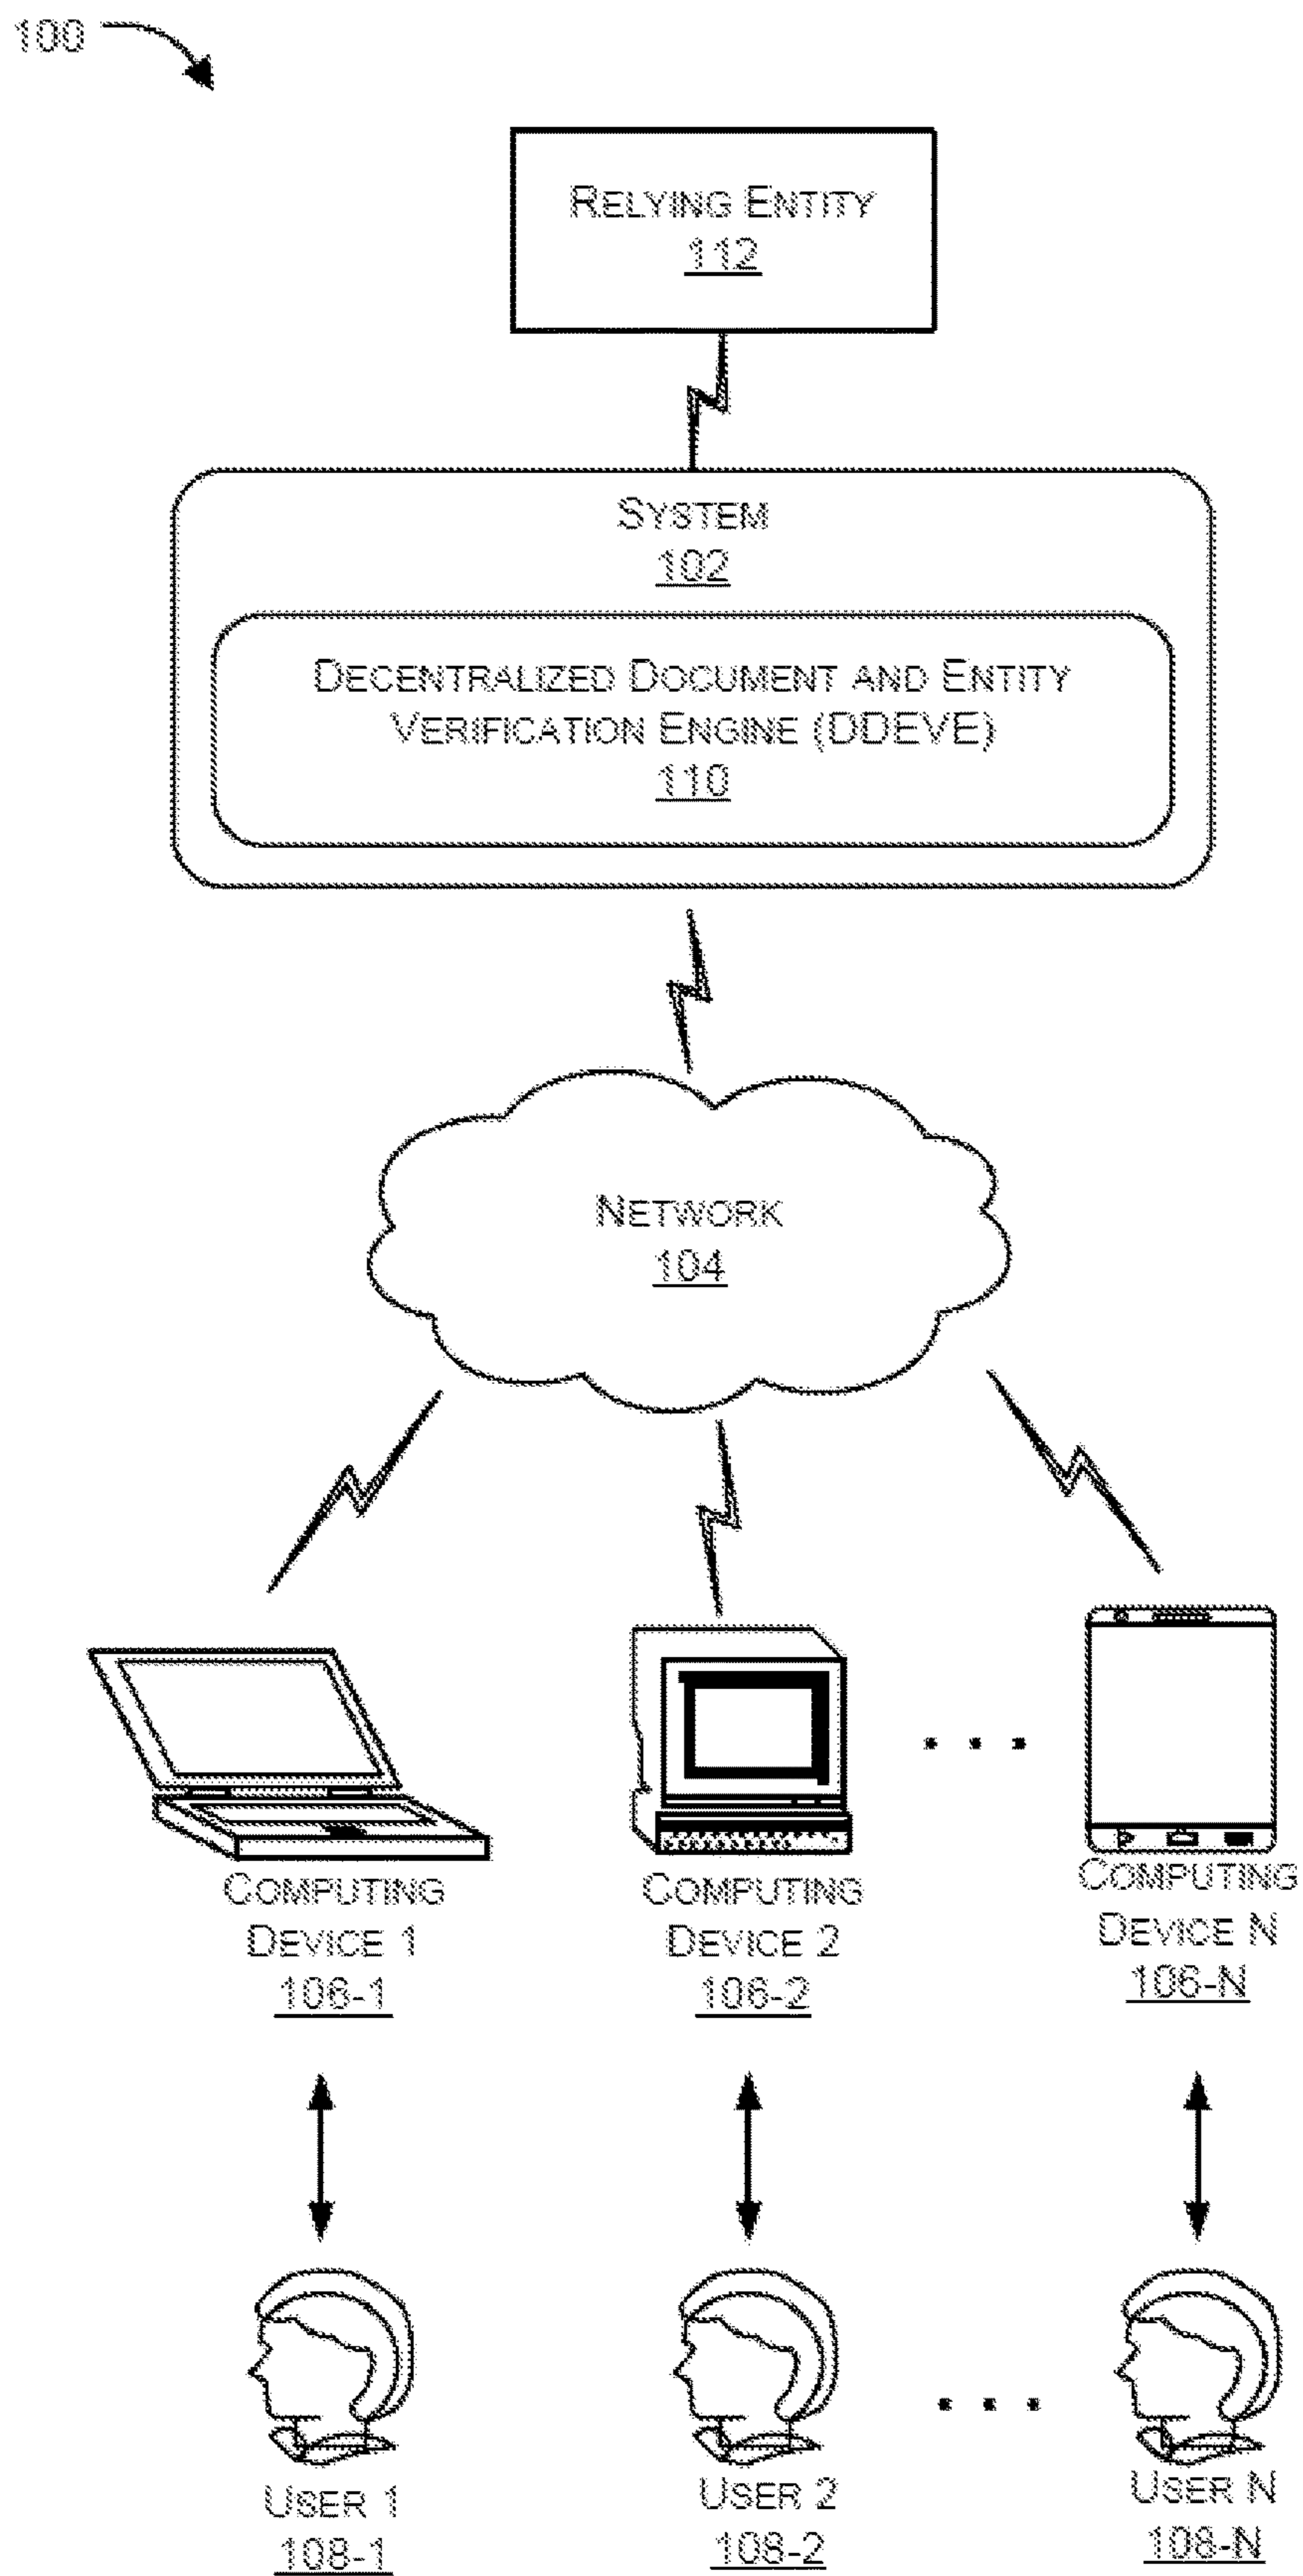 100
RELYING ENTITY
112
SYSTEM
102
DECENTRALIZED DOCUMENT AND ENTITY
VERIFICATION ENGINE (DDEVE)
110
NETWORK
104
COMPUTING
DEVICE 1
106-1
COMPUTING
DEVICE 2
106-2
COMPUTING
DEVICE N
106-N
USER 1
108-1
USER 2
108-2
USER N
108-N